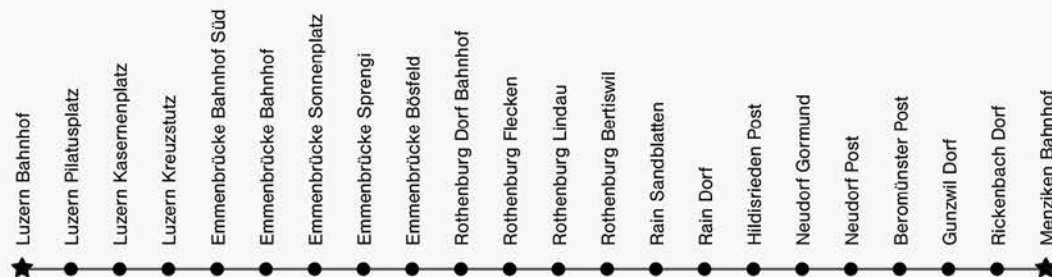 Luzern Bahnhof
Luzern Pilatusplatz
Luzern Kasernenplatz
Luzern Kreuzstutz
Emmenbrücke Bahnhof Süd
Emmenbrücke Bahnhof
Emmenbrücke Sonnenplatz
Emmenbrücke Sprengi
Emmenbrücke Bösfeld
Rothenburg Dorf Bahnhof
Rothenburg Flecken
Rothenburg Lindau
Rothenburg Bertiswil
Rain Sandblatten
Rain Dorf
Hildisrieden Post
Neudorf Gormund
Neudorf Post
Beromünster Post
Gunzwil Dorf
Rickenbach Dorf
Menziken Bahnhof